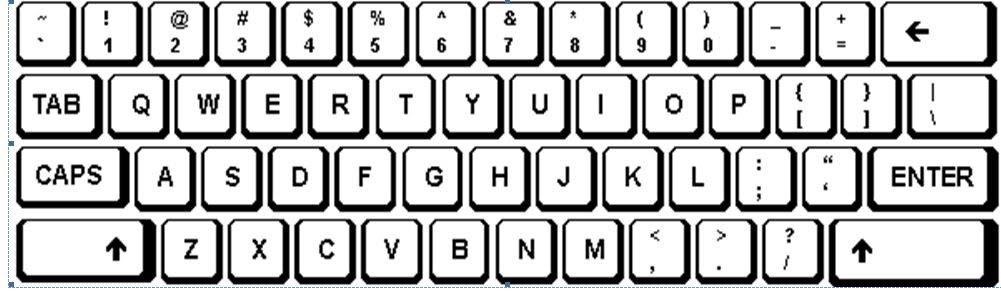 ~ ! @ # $ % ^ & * ( ) _ +
` 1 2 3 4 5 6 7 8 9 0 - = ←
TAB Q W E R T Y U I O P { [ } ] | \
CAPS A S D F G H J K L : ; “ ‘ ENTER
↑ Z X C V B N M < , > . ? / ↑